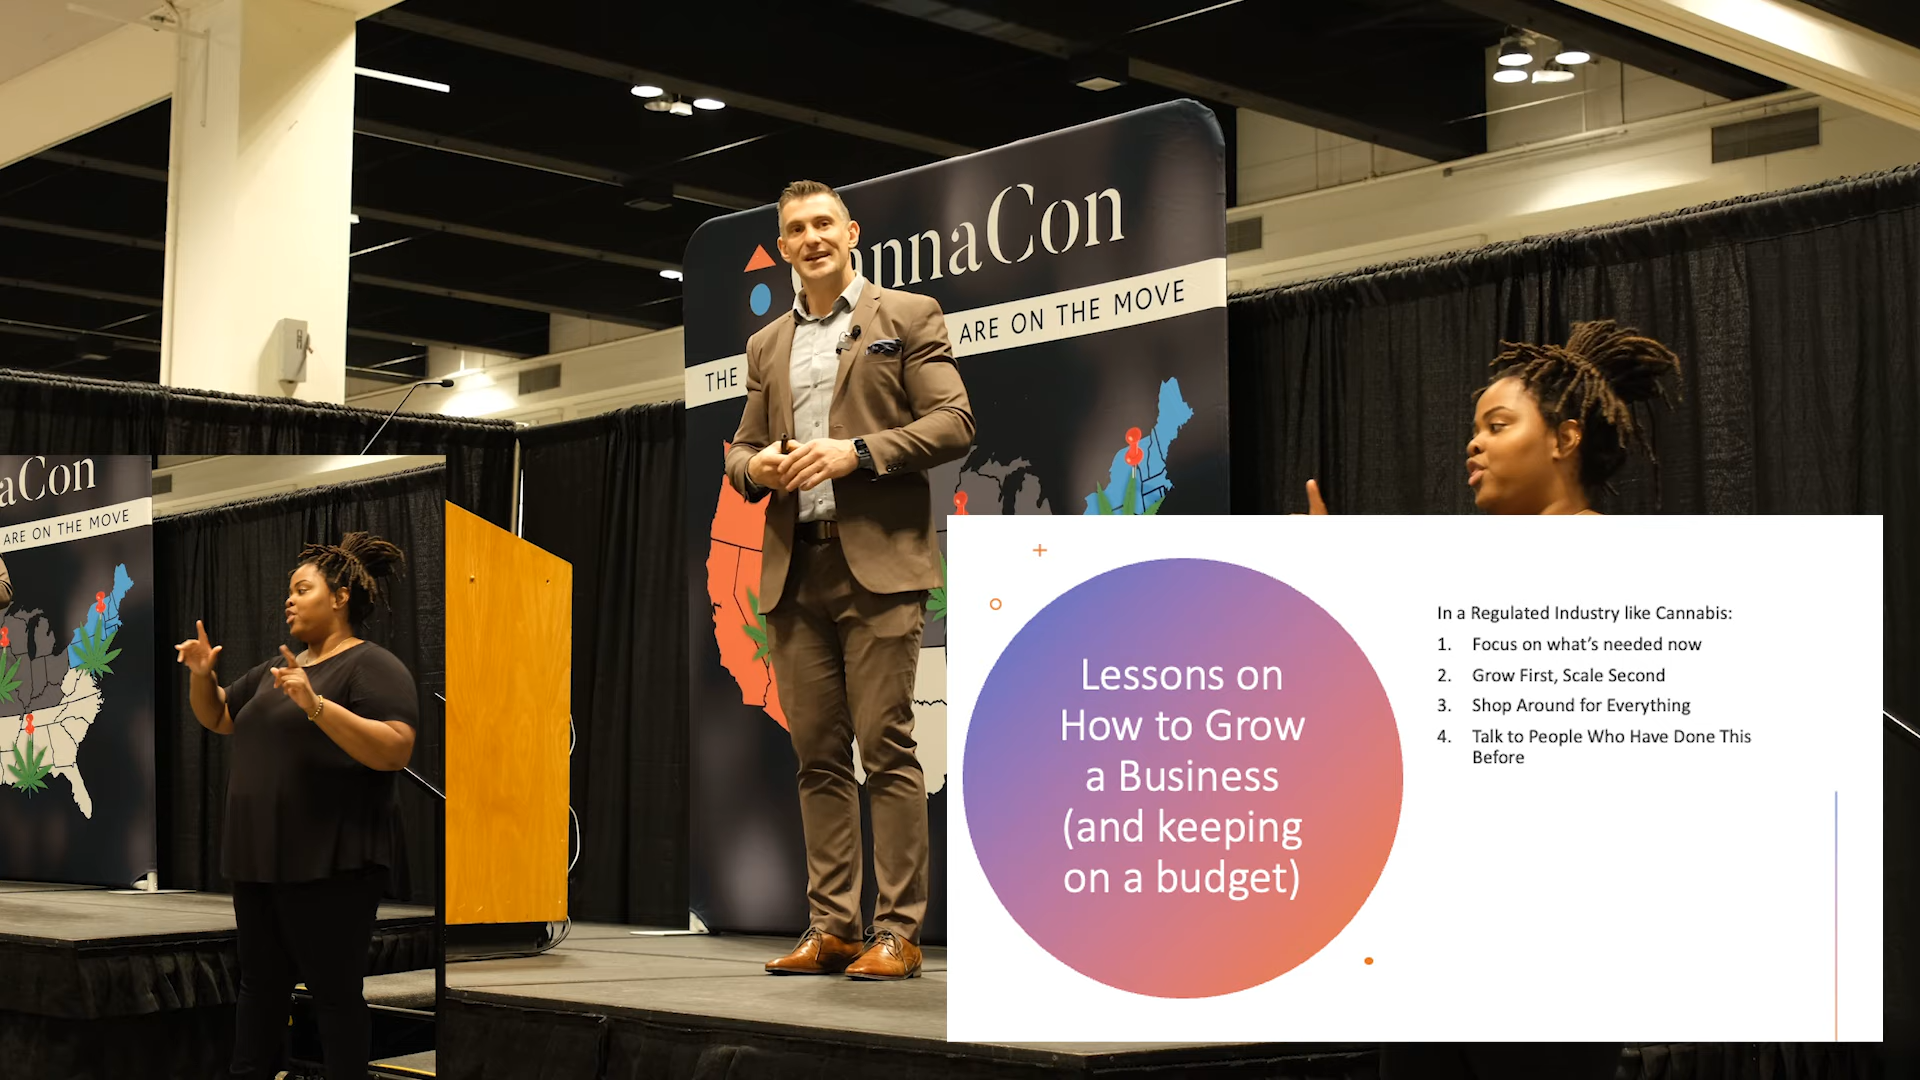 annaCon
THE
ARE ON THE MOVE
aCon
ARE ON THE MOVE
Lessons on
How to Grow
a Business
(and keeping
on a budget)
In a Regulated Industry like Cannabis:
1. Focus on what's needed now
2. Grow First, Scale Second
3. Shop Around for Everything
4. Talk to People Who Have Done This
Before